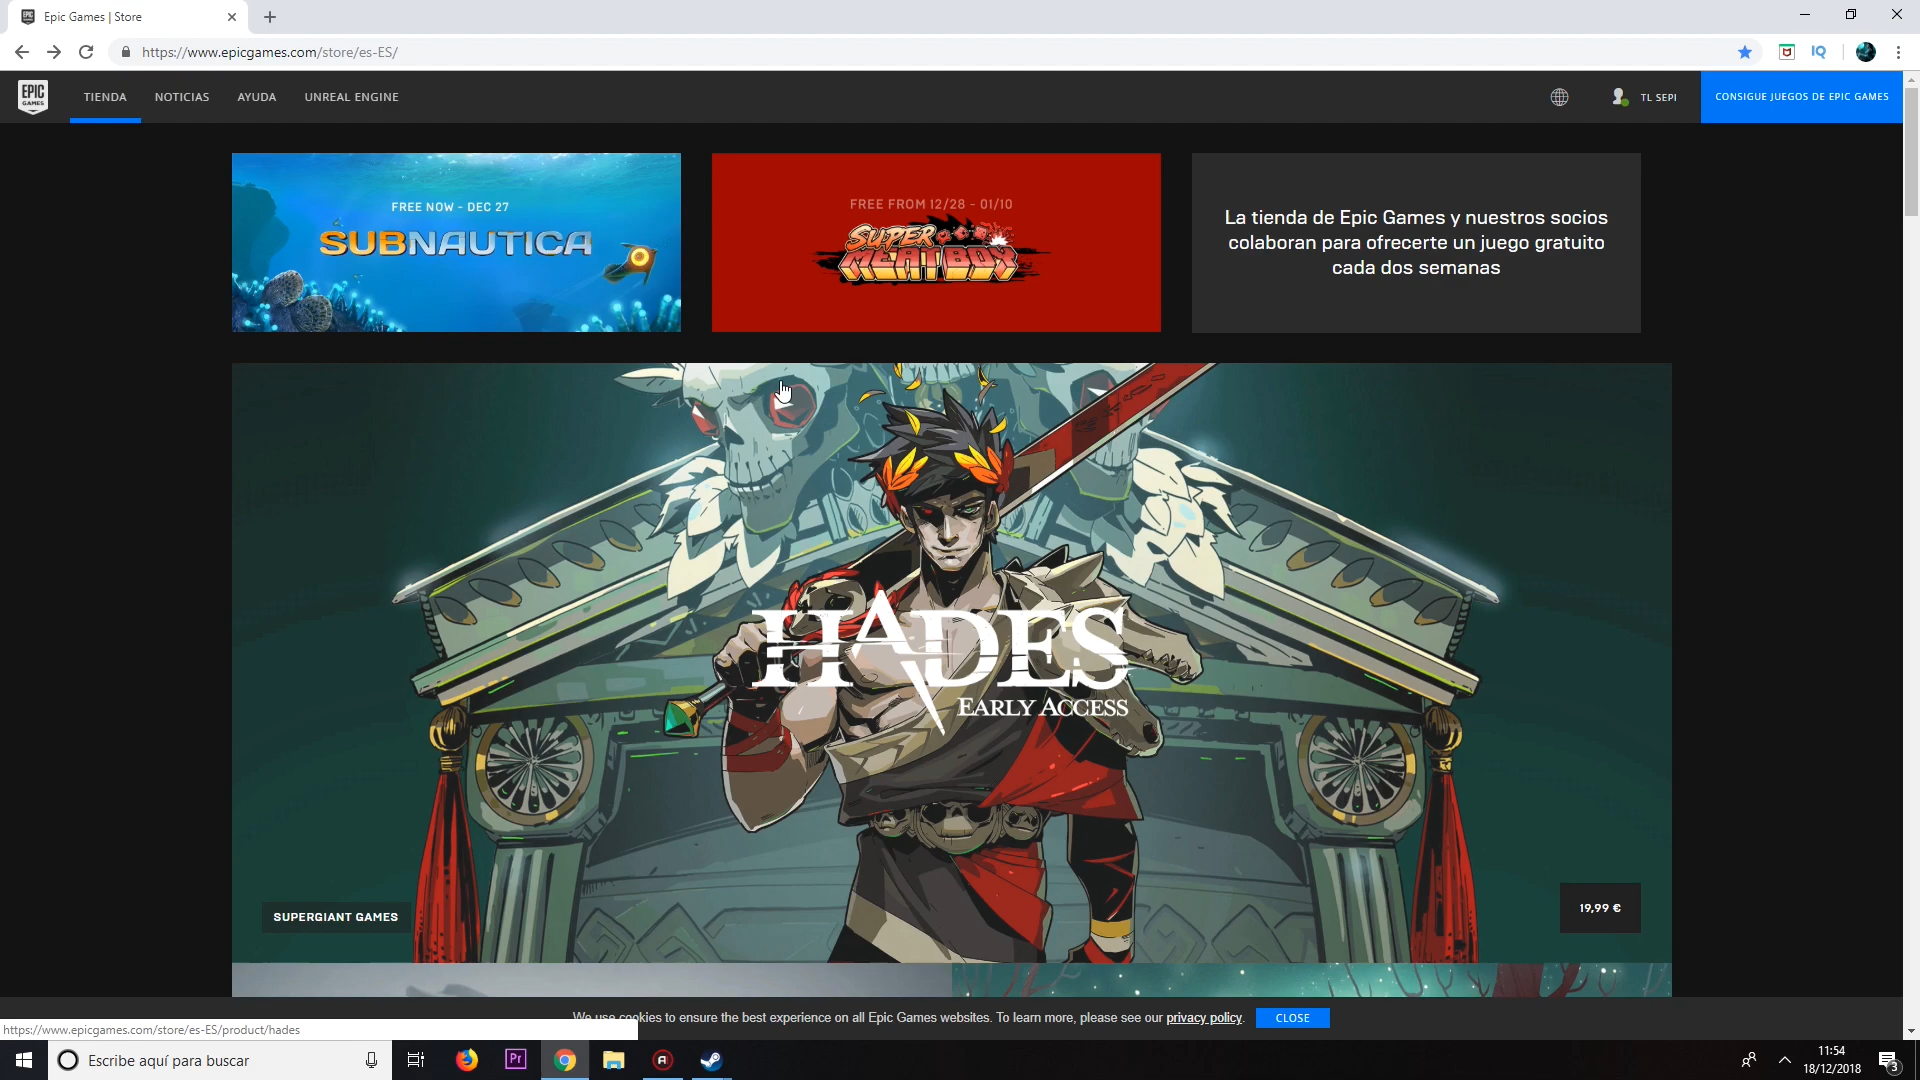 Epic Games | Store
https://www.epicgames.com/store/es-ES/
IQ
EPIC
GAMES
TIENDA
NOTICIAS
AYUDA
UNREAL ENGINE
TL SEPI
CONSIGUE JUEGOS DE EPIC GAMES
FREE NOW - DEC 27
SUBNAUTICA
FREE FROM 12/28 - 01/10
SUPER
MEAT BOY
La tienda de Epic Games y nuestros socios
colaboran para ofrecerte un juego gratuito
cada dos semanas
HADES
EARLY ACCESS
SUPERGIANT GAMES
19,99 €
We use cookies to ensure the best experience on all Epic Games websites. To learn more, please see our privacy policy.
CLOSE
https://www.epicgames.com/store/es-ES/product/hades
Escribe aquí para buscar
Pr
11:54
18/12/2018
3